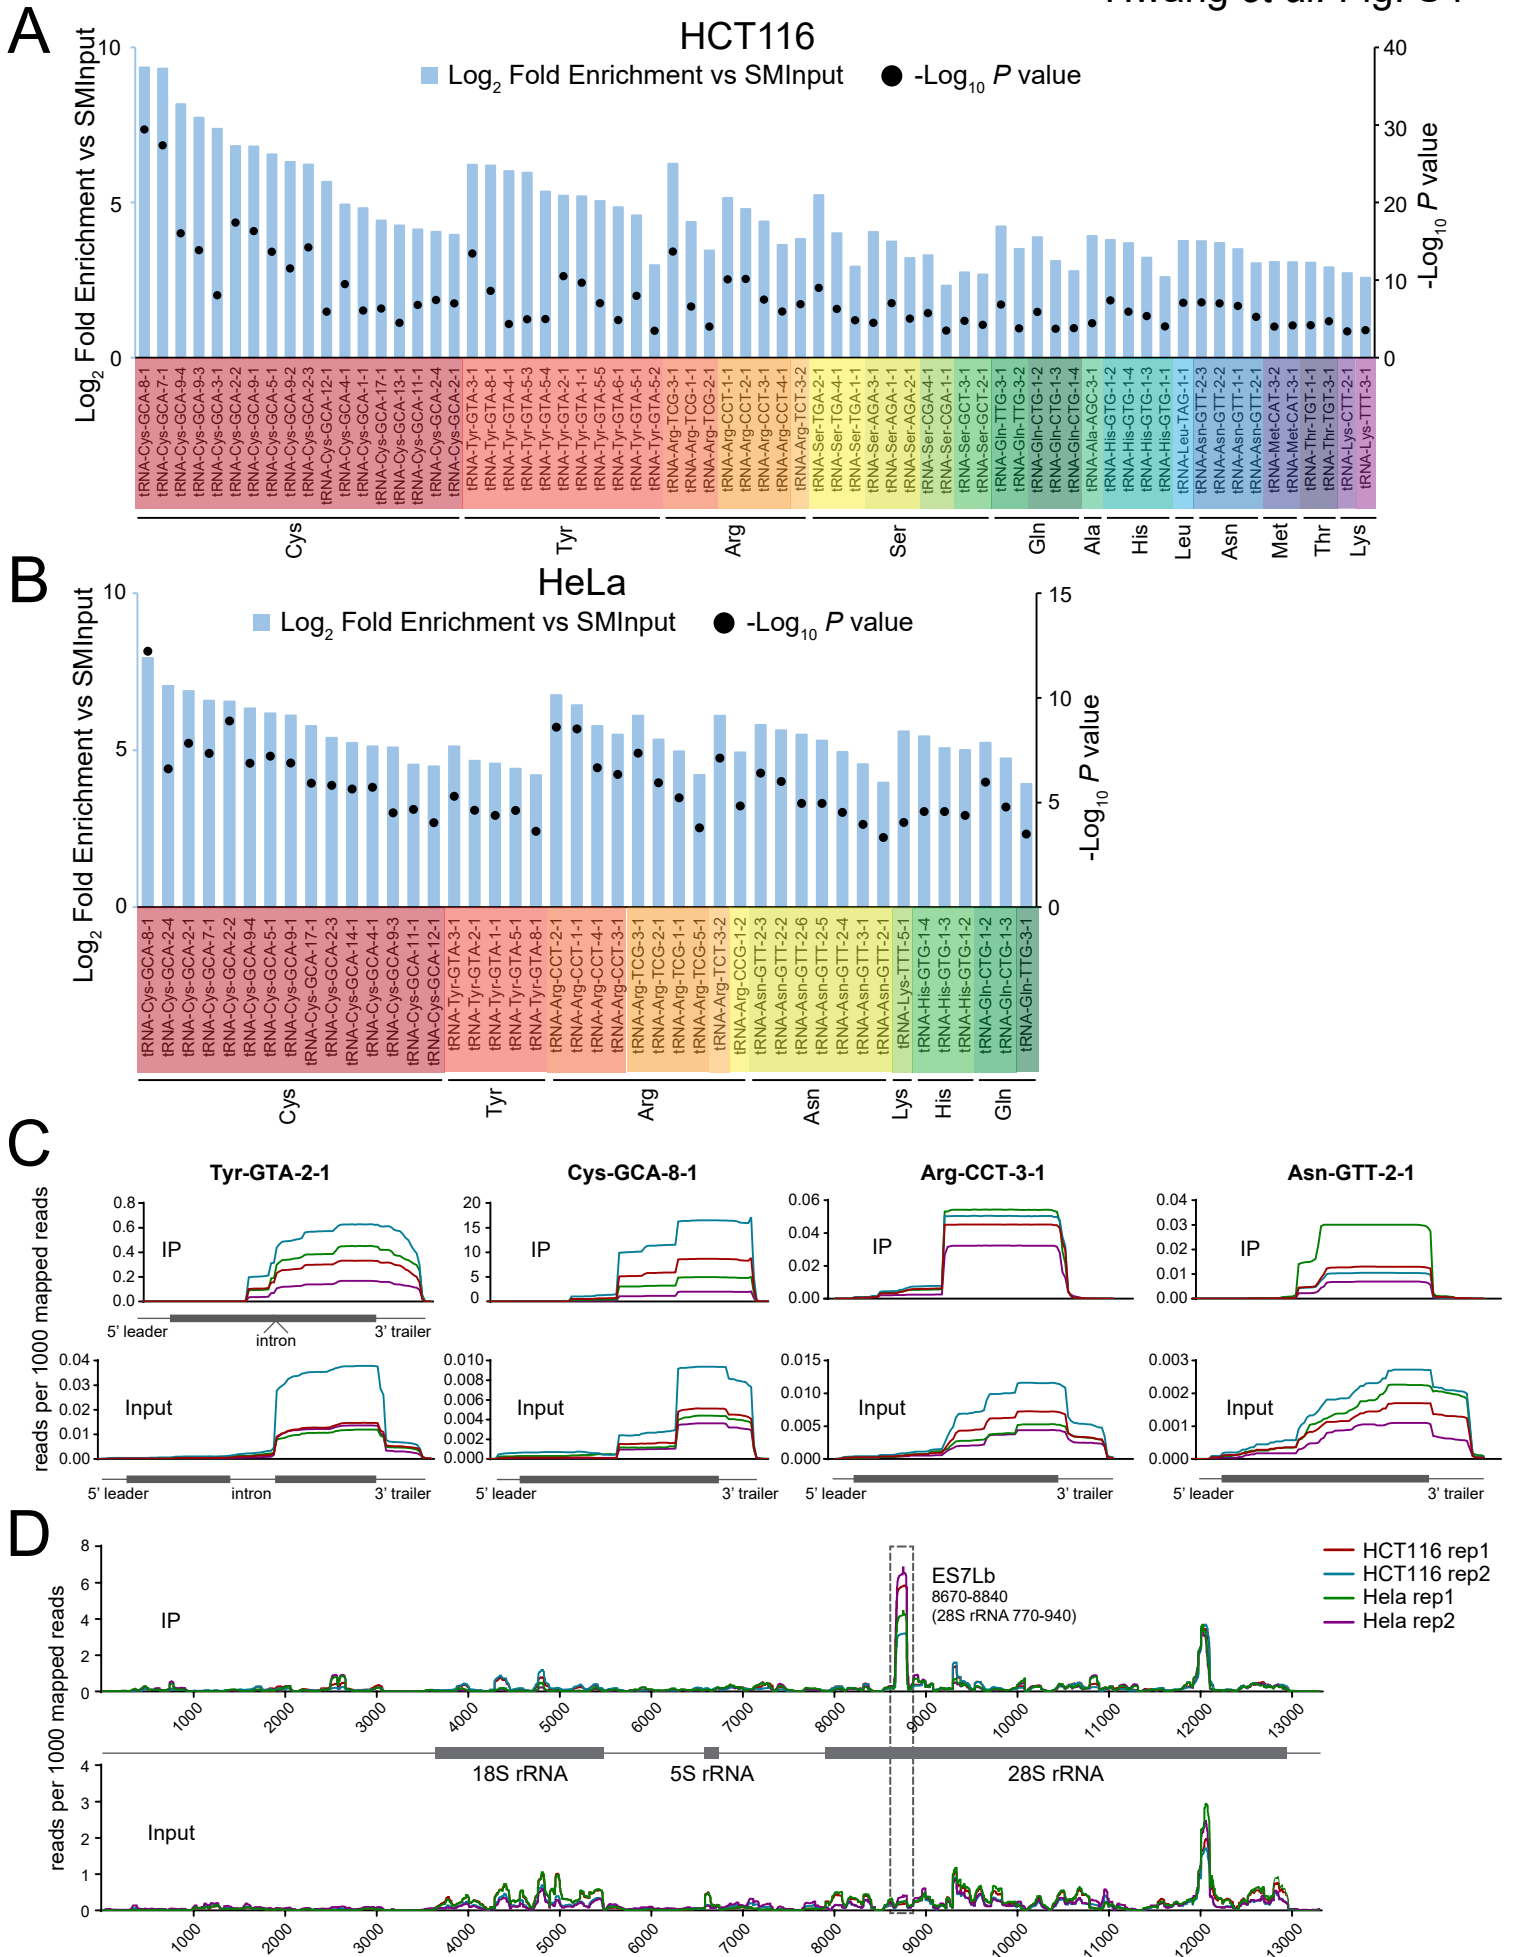 Hwang et al. Fig.
A
HCT116
Log2 Fold Enrichment vs SMInput
-Log10 P value
Log2 Fold Enrichment vs SMInput
10
5
0
40
30
20
10
0
-Log10 P value
tRNA-Cys-GCA-8-1
tRNA-Cys-GCA-7-1
tRNA-Cys-GCA-9-4
tRNA-Cys-GCA-9-3
tRNA-Cys-GCA-3-1
tRNA-Cys-GCA-2-2
tRNA-Cys-GCA-9-1
tRNA-Cys-GCA-5-1
tRNA-Cys-GCA-9-2
tRNA-Cys-GCA-2-3
tRNA-Cys-GCA-12-1
tRNA-Cys-GCA-4-1
tRNA-Cys-GCA-1-1
tRNA-Cys-GCA-17-1
tRNA-Cys-GCA-13-1
tRNA-Cys-GCA-11-1
tRNA-Cys-GCA-2-4
tRNA-Cys-GCA-2-1
tRNA-Tyr-GTA-3-1
tRNA-Tyr-GTA-8-1
tRNA-Tyr-GTA-4-1
tRNA-Tyr-GTA-5-3
tRNA-Tyr-GTA-5-4
tRNA-Tyr-GTA-2-1
tRNA-Tyr-GTA-1-1
tRNA-Tyr-GTA-5-5
tRNA-Tyr-GTA-6-1
tRNA-Tyr-GTA-5-1
tRNA-Tyr-GTA-5-2
tRNA-Arg-TCG-3-1
tRNA-Arg-TCG-1-1
tRNA-Arg-TCG-2-1
tRNA-Arg-CCT-1-1
tRNA-Arg-CCT-2-1
tRNA-Arg-CCT-3-1
tRNA-Arg-CCT-4-1
tRNA-Arg-TCT-3-2
tRNA-Ser-TGA-2-1
tRNA-Ser-TGA-4-1
tRNA-Ser-TGA-1-1
tRNA-Ser-AGA-3-1
tRNA-Ser-AGA-1-1
tRNA-Ser-AGA-2-2
tRNA-Ser-CGA-4-1
tRNA-Ser-CGA-1-1
tRNA-Ser-GCT-3-1
tRNA-Ser-GCT-2-1
tRNA-Gln-TTG-3-1
tRNA-Gln-TTG-3-2
tRNA-Gln-CTG-1-2
tRNA-Gln-CTG-1-3
tRNA-Gln-CTG-1-4
tRNA-Ala-AGC-3-1
tRNA-His-GTG-1-2
tRNA-His-GTG-1-4
tRNA-His-GTG-1-3
tRNA-His-GTG-1-1
tRNA-Leu-TAG-1-1
tRNA-Asn-GTT-2-3
tRNA-Asn-GTT-2-2
tRNA-Asn-GTT-1-1
tRNA-Asn-GTT-2-1
tRNA-Met-CAT-3-2
tRNA-Met-CAT-3-1
tRNA-Thr-TGT-1-1
tRNA-Thr-TGT-3-1
tRNA-Lys-CTT-2-1
tRNA-Lys-TTT-3-1
Cys
Tyr
Arg
Ser
Gln
Ala
His
Leu
Asn
Met
Thr
Lys
B
HeLa
Log2 Fold Enrichment vs SMInput
-Log10 P value
Log2 Fold Enrichment vs SMInput
10
5
0
15
10
5
0
-Log10 P value
tRNA-Cys-GCA-8-1
tRNA-Cys-GCA-2-4
tRNA-Cys-GCA-2-1
tRNA-Cys-GCA-7-1
tRNA-Cys-GCA-2-2
tRNA-Cys-GCA-9-4
tRNA-Cys-GCA-5-1
tRNA-Cys-GCA-9-1
tRNA-Cys-GCA-17-1
tRNA-Cys-GCA-2-3
tRNA-Cys-GCA-14-1
tRNA-Cys-GCA-4-1
tRNA-Cys-GCA-9-3
tRNA-Cys-GCA-11-1
tRNA-Cys-GCA-12-1
tRNA-Tyr-GTA-3-1
tRNA-Tyr-GTA-2-1
tRNA-Tyr-GTA-1-1
tRNA-Tyr-GTA-5-1
tRNA-Tyr-GTA-8-1
tRNA-Arg-CCT-2-1
tRNA-Arg-CCT-1-1
tRNA-Arg-CCT-4-1
tRNA-Arg-CCT-3-1
tRNA-Arg-TCG-3-1
tRNA-Arg-TCG-2-1
tRNA-Arg-TCG-1-1
tRNA-Arg-TCG-5-1
tRNA-Arg-TCT-3-2
tRNA-Arg-CCG-1-2
tRNA-Asn-GTT-2-3
tRNA-Asn-GTT-2-2
tRNA-Asn-GTT-2-6
tRNA-Asn-GTT-2-5
tRNA-Asn-GTT-2-4
tRNA-Asn-GTT-3-1
tRNA-Asn-GTT-2-1
tRNA-Lys-TTT-5-1
tRNA-His-GTG-1-4
tRNA-His-GTG-1-3
tRNA-His-GTG-1-2
tRNA-Gln-CTG-1-2
tRNA-Gln-CTG-1-3
tRNA-Gln-TTG-3-1
Cys
Tyr
Arg
Asn
Lys
His
Gln
C
reads per 1000 mapped reads
Tyr-GTA-2-1
Cys-GCA-8-1
Arg-CCT-3-1
Asn-GTT-2-1
0.8
0.6
0.4
0.2
0.0
IP
20
15
10
5
0
IP
0.06
0.04
0.02
0.00
IP
0.04
0.03
0.02
0.01
0.00
IP
5’ leader
intron
3’ trailer
0.04
0.03
0.02
0.01
0.00
Input
0.010
0.008
0.006
0.004
0.002
0.000
Input
0.015
0.010
0.005
0.000
Input
0.003
0.002
0.001
0.000
Input
5’ leader
intron
3’ trailer
5’ leader
3’ trailer
5’ leader
3’ trailer
5’ leader
3’ trailer
D
reads per 1000 mapped reads
8
6
4
2
0
IP
ES7Lb
8670-8840
(28S rRNA 770-940)
HCT116 rep1
HCT116 rep2
Hela rep1
Hela rep2
1000
2000
3000
4000
5000
6000
7000
8000
9000
10000
11000
12000
13000
18S rRNA
5S rRNA
28S rRNA
4
3
2
1
0
Input
1000
2000
3000
4000
5000
6000
7000
8000
9000
10000
11000
12000
13000